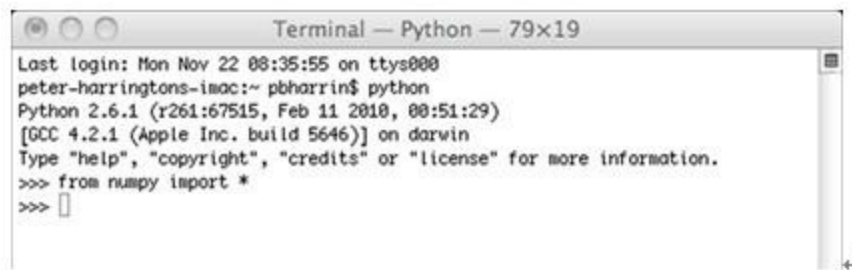 Terminal — Python — 79×19
Last login: Mon Nov 22 08:35:55 on ttys000
peter-harringtons-imac:~ pbharrin$ python
Python 2.6.1 (r261:67515, Feb 11 2010, 00:51:29)
[GCC 4.2.1 (Apple Inc. build 5646)] on darwin
Type "help", "copyright", "credits" or "license" for more information.
>>> from numpy import *
>>>